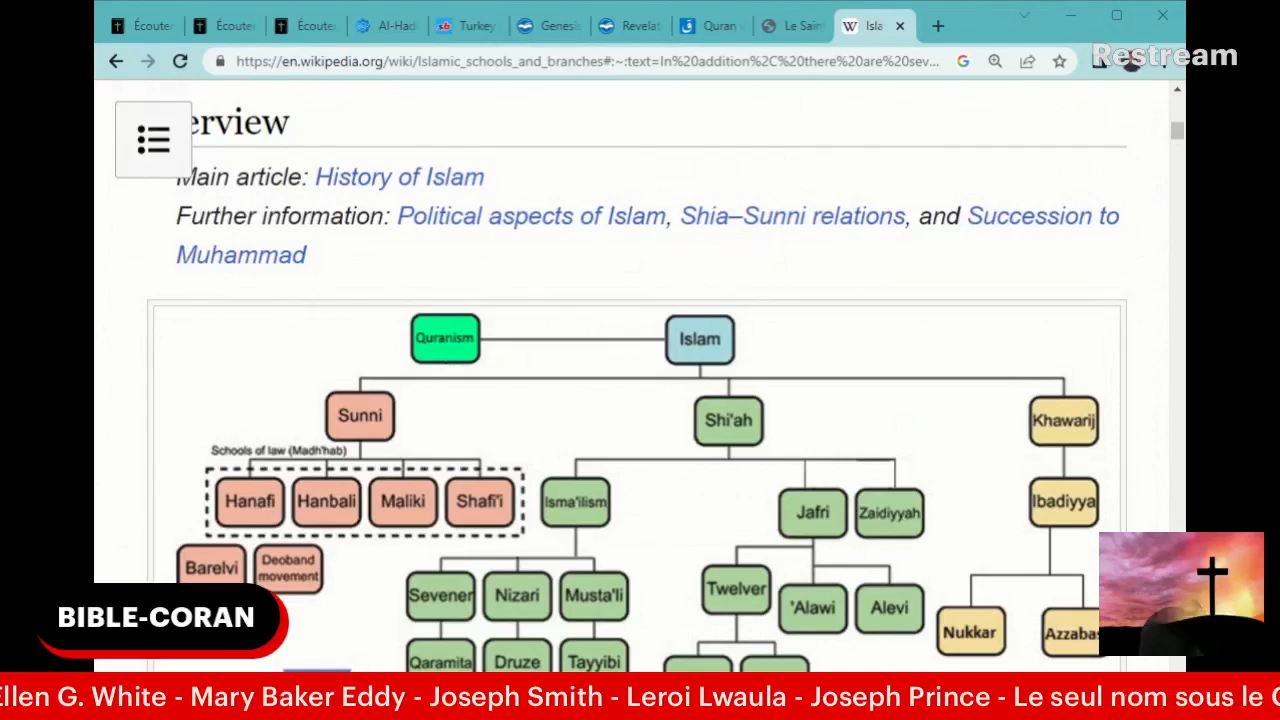 Écouter
Écouter
Écouter
Al-Had
Turkey
Genesis
Revelat
Quran
Le Saint
Isla
https://en.wikipedia.org/wiki/Islamic_schools_and_branches#:~:text=In%20addition%2C%20there%20are%20sev...
Restream
erview
Main article: History of Islam
Further information: Political aspects of Islam, Shia–Sunni relations, and Succession to
Muhammad
Quranism
Islam
Sunni
Shi'ah
Khawarij
Schools of law (Madh'hab)
Hanafi
Hanbali
Maliki
Shafi'i
Isma'ilism
Jafri
Zaidiyyah
Ibadiyya
Barelvi
Deoband
movement
Sevener
Nizari
Musta'li
Twelver
'Alawi
Alevi
Nukkar
Azzabas
Qaramita
Druze
Tayyibi
BIBLE-CORAN
Ellen G. White - Mary Baker Eddy - Joseph Smith - Leroi Lwaula - Joseph Prince - Le seul nom sous le C